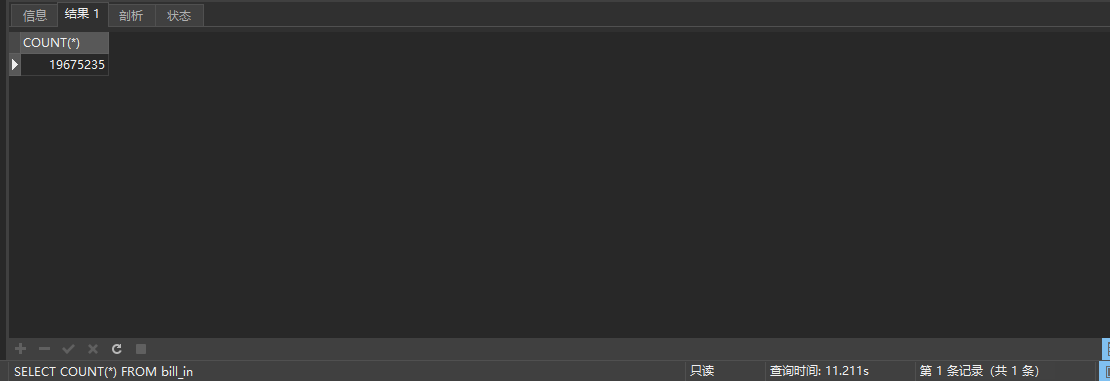 信息 结果 1 剖析 状态
COUNT(*)
19675235
SELECT COUNT(*) FROM bill_in 只读 查询时间: 11.211s 第 1 条记录 (共 1 条)